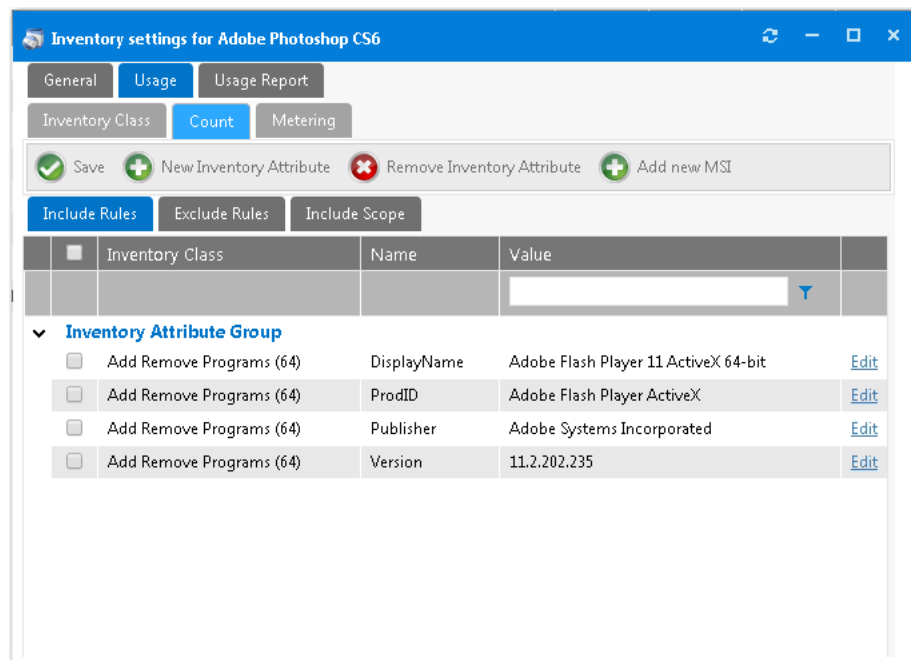 Inventory settings for Adobe Photoshop CS6
General Usage Usage Report
Inventory Class Count Metering
Save New Inventory Attribute Remove Inventory Attribute Add new MSI
Include Rules Exclude Rules Include Scope
Inventory Class Name Value
Inventory Attribute Group
Add Remove Programs (64) DisplayName Adobe Flash Player 11 ActiveX 64-bit Edit
Add Remove Programs (64) ProdID Adobe Flash Player ActiveX Edit
Add Remove Programs (64) Publisher Adobe Systems Incorporated Edit
Add Remove Programs (64) Version 11.2.202.235 Edit